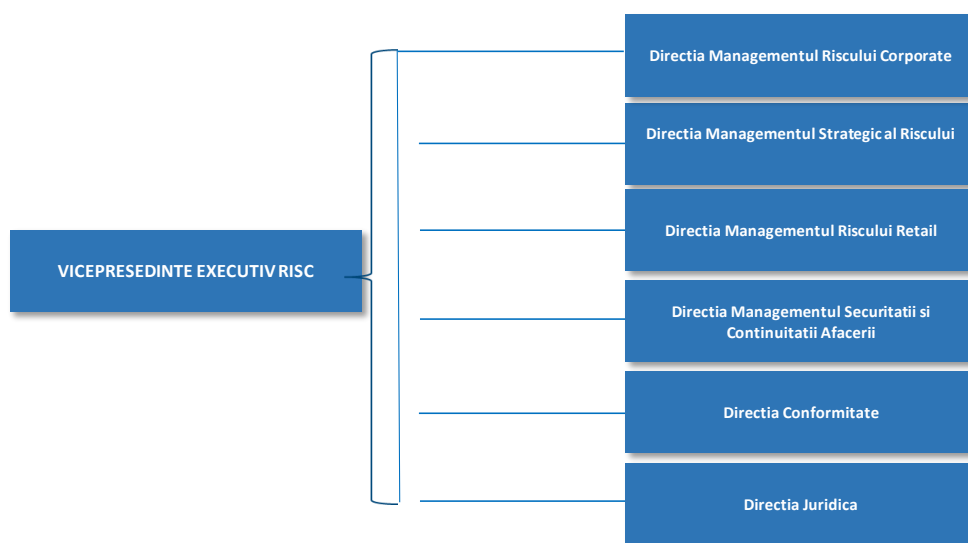 Directia Managementul Riscului Corporate
Directia Managementul Strategic al Riscului
Directia Managementul Riscului Retail
VICEPRESEDINTE EXECUTIV RISC
Directia Managementul Securitatii si
Continuitatii Afacerii
Directia Conformitate
Directia Juridica